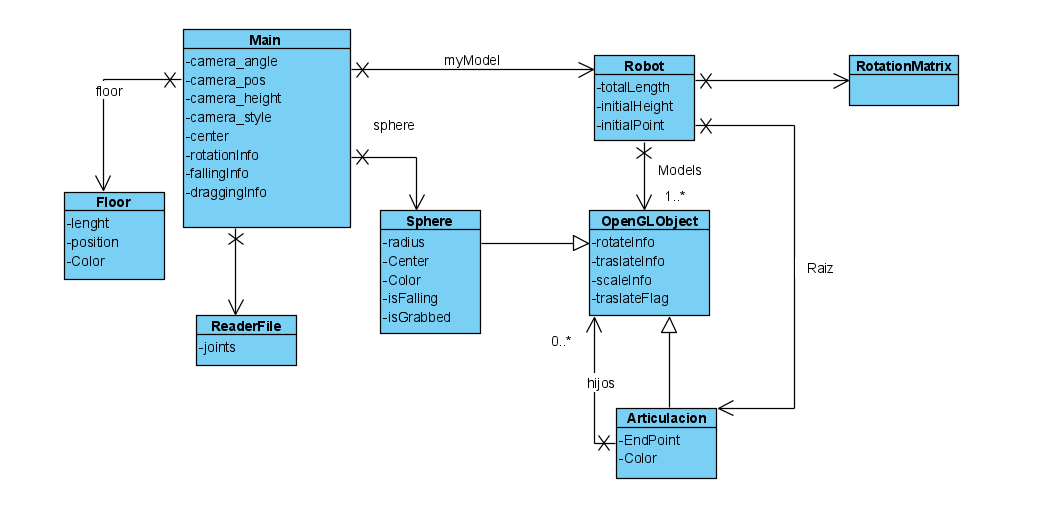 Main
-camera_angle
-camera_pos
-camera_height
-camera_style
-center
-rotationInfo
-fallingInfo
-draggingInfo
myModel
Robot
-totalLength
-initialHeight
-initialPoint
RotationMatrix
floor
sphere
Models
1..*
Floor
-lenght
-position
-Color
Sphere
-radius
-Center
-Color
-isFalling
-isGrabbed
OpenGLObject
-rotateInfo
-traslateInfo
-scaleInfo
-traslateFlag
Raiz
ReaderFile
-joints
0..*
hijos
Articulacion
-EndPoint
-Color